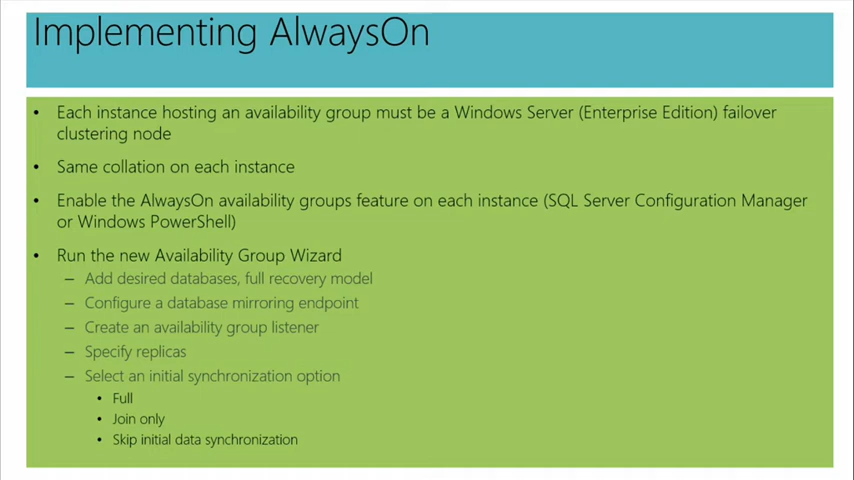 Implementing AlwaysOn
• Each instance hosting an availability group must be a Windows Server (Enterprise Edition) failover
clustering node
• Same collation on each instance
• Enable the AlwaysOn availability groups feature on each instance (SQL Server Configuration Manager
or Windows PowerShell)
• Run the new Availability Group Wizard
– Add desired databases, full recovery model
– Configure a database mirroring endpoint
– Create an availability group listener
– Specify replicas
– Select an initial synchronization option
• Full
• Join only
• Skip initial data synchronization